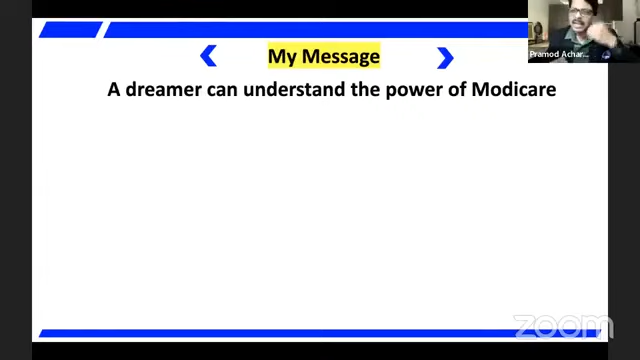 My Message
A dreamer can understand the power of Modicare
Pramod Achar...
zoom